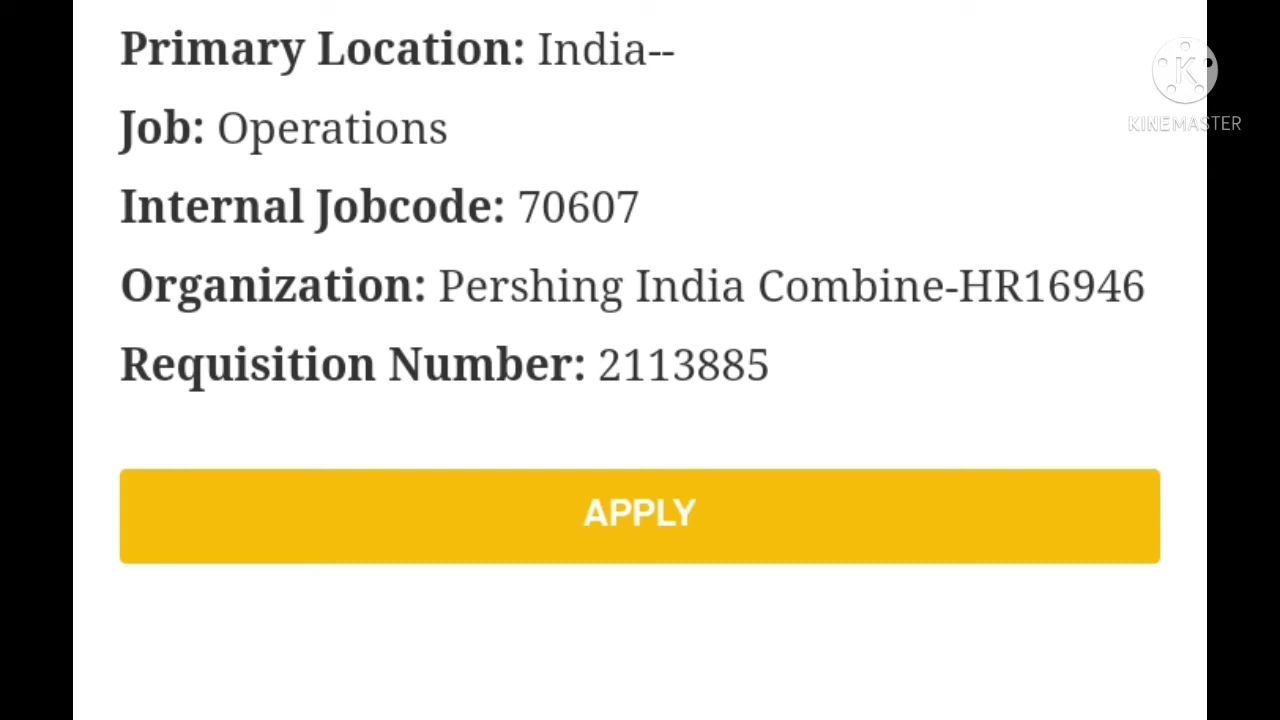 Primary Location: India--
K
KINEMASTER
Job: Operations
Internal Jobcode: 70607
Organization: Pershing India Combine-HR16946
Requisition Number: 2113885
APPLY